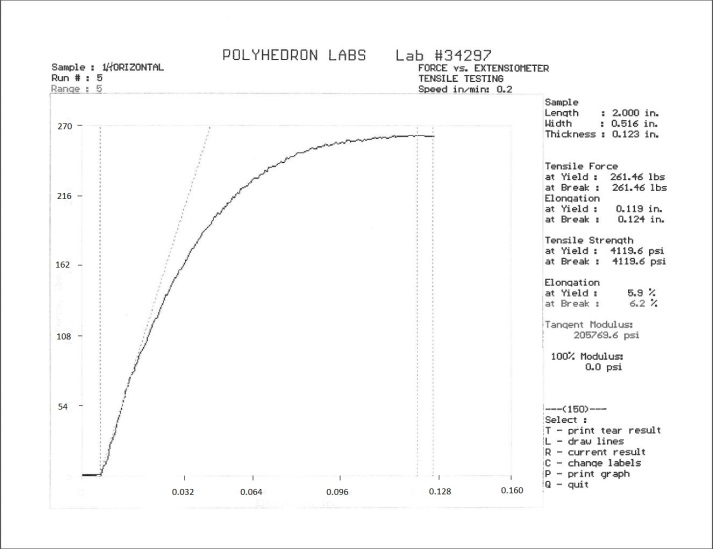 POLYHEDRON LABS Lab #34297
Sample : 1/HORIZONTAL
Run # : 5
Range : 5
FORCE vs. EXTENSIOMETER
TENSILE TESTING
Speed in/min: 0.2
Sample
Length : 2.000 in.
Width : 0.516 in.
Thickness : 0.123 in.
Tensile Force
at Yield : 261.46 lbs
at Break : 261.46 lbs
Elongation
at Yield : 0.119 in.
at Break : 0.124 in.
Tensile Strength
at Yield : 4119.6 psi
at Break : 4119.6 psi
Elongation
at Yield : 5.9 %
at Break : 6.2 %
Tangent Modulus:
205769.6 psi
100% Modulus:
0.0 psi
---(150)---
Select :
T - print tear result
L - draw lines
R - current result
C - change labels
P - print graph
Q - quit
270
216
162
108
54
0.032 0.064 0.096 0.128 0.160